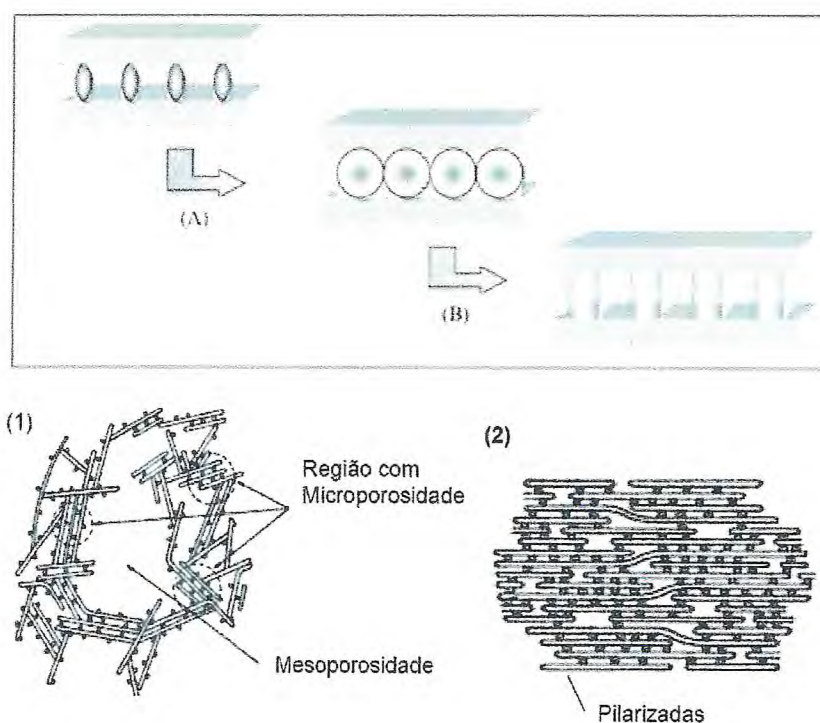 (A)
(B)
(1)
(2)
Região com
Microporosidade
Mesoporosidade
Pilarizadas